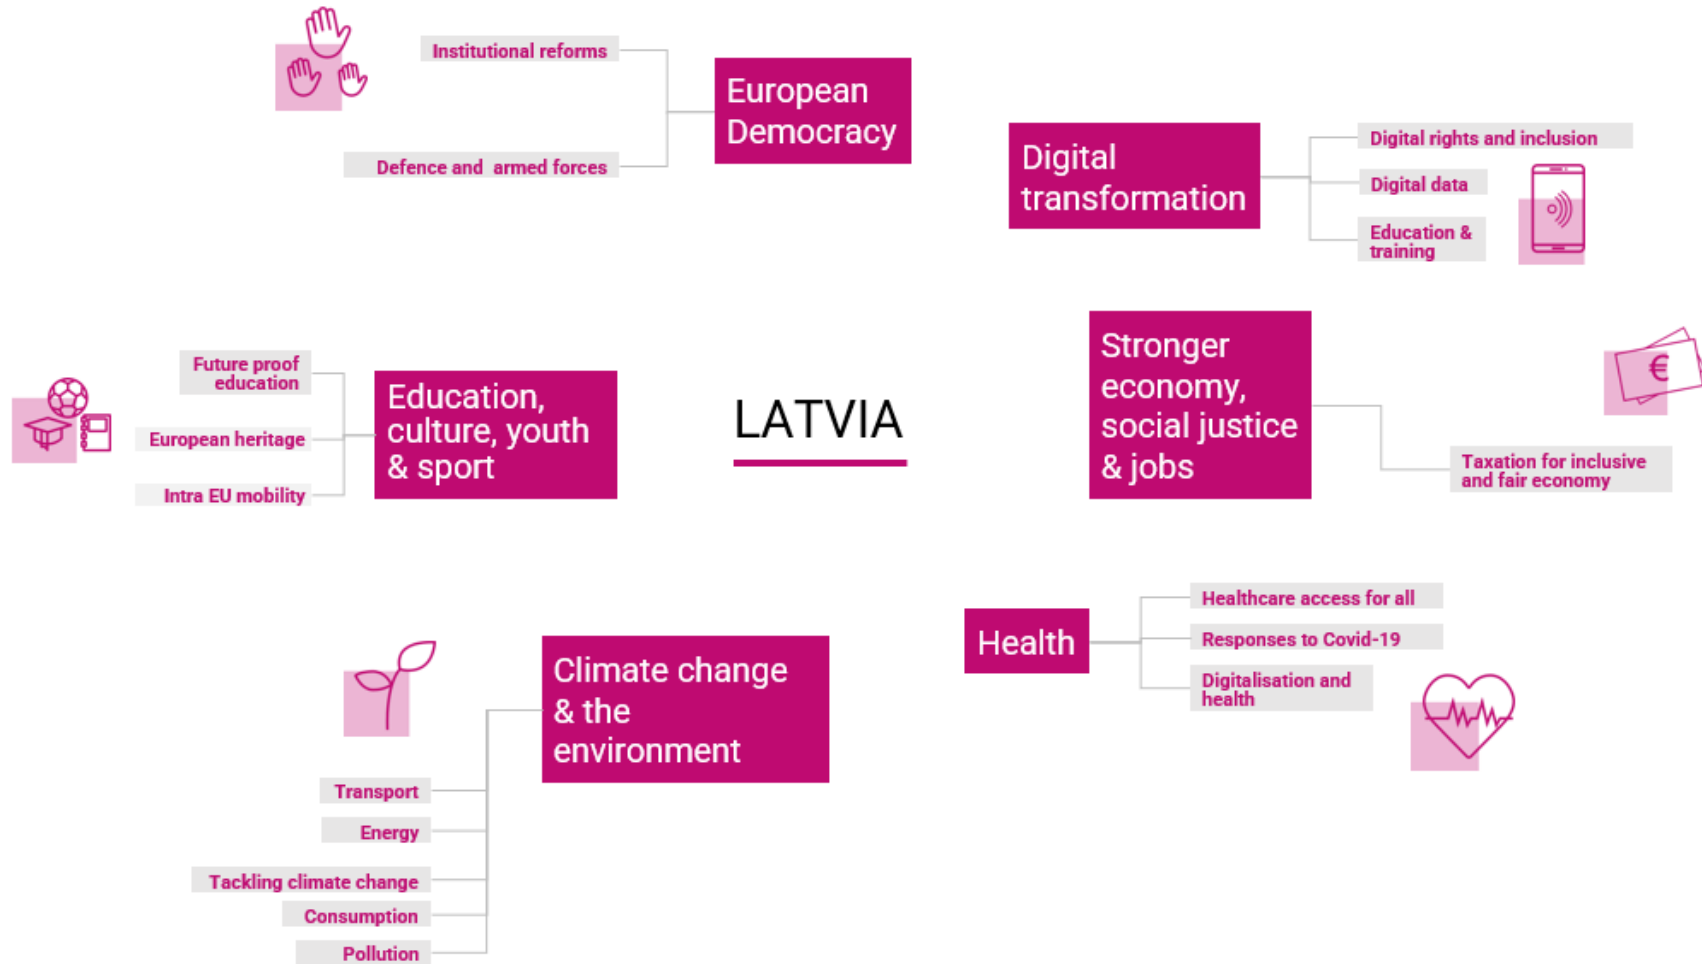 Institutional reforms
Defence and armed forces
European
Democracy
Digital
transformation
Digital rights and inclusion
Digital data
Education &
training
Future proof
education
European heritage
Intra EU mobility
Education,
culture, youth
& sport
LATVIA
Stronger
economy,
social justice
& jobs
€
Taxation for inclusive
and fair economy
Climate change
& the
environment
Transport
Energy
Tackling climate change
Consumption
Pollution
Health
Healthcare access for all
Responses to Covid-19
Digitalisation and
health